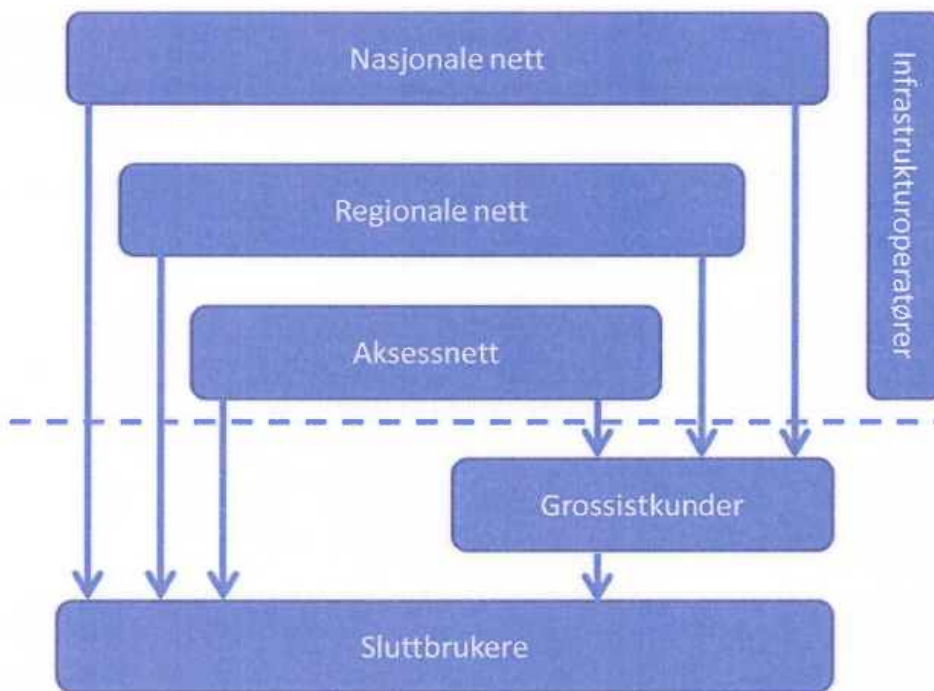 Nasjonale nett
Infrastrukturoperatører
Regionale nett
Aksessnett
Grossistkunder
Sluttbrukere